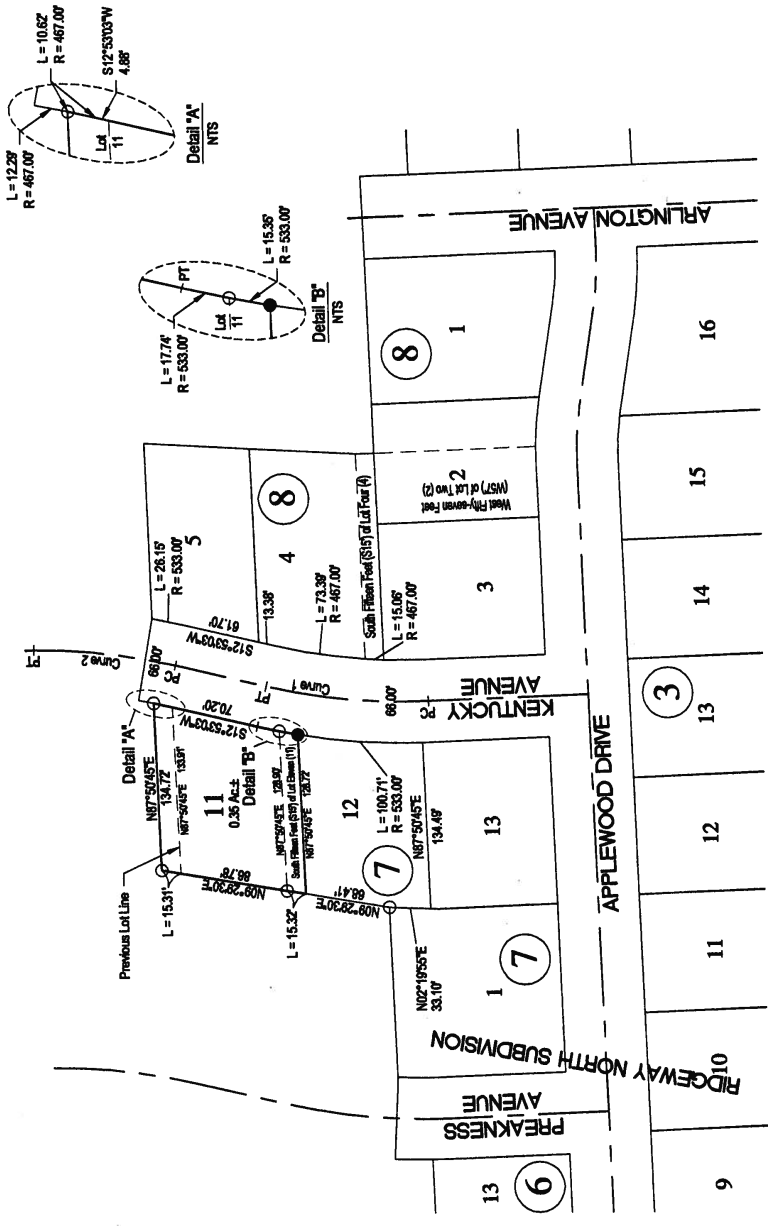 L = 10.62'
R = 467.00'
S12°53'03"W
4.88'
L = 12.29'
R = 467.00'
Lot
11
Detail "A"
NTS
PT
L = 15.36'
R = 533.00'
L = 17.74'
R = 533.00'
Lot
11
Detail "B"
NTS
ARLINGTON AVENUE
8
1
16
5
L = 26.15'
R = 533.00'
8
4
13.38'
61.70'
S12°53'03"W
L = 73.39'
R = 467.00'
South Fifteen Feet (S15') of Lot Four (4)
L = 15.06'
R = 467.00'
2
West Fifty-seven Feet
(W57') of Lot Two (2)
3
15
14
PT
Curve 2
66.00'
PC
PT
Curve 1
66.00'
PC
KENTUCKY
AVENUE
3
13
Detail "A"
70.20'
S12°53'03"W
N87°50'45"E
134.72'
N87°50'45"E 133.91'
11
0.35 Ac.±
Detail "B"
N87°50'45"E 128.90'
South Fifteen Feet (S15') of Lot Eleven (11)
N87°50'45"E 128.72'
12
L = 100.71'
R = 533.00'
N87°50'45"E
134.49'
13
APPLEWOOD DRIVE
12
Previous Lot Line
L = 15.31'
86.78'
N09°29'30"E
L = 15.32'
68.41'
N09°29'30"E
7
N02°19'55"E
33.10'
1
7
11
RIDGEWAY NORTH SUBDIVISION
10
PREAKNESS
AVENUE
13
6
9